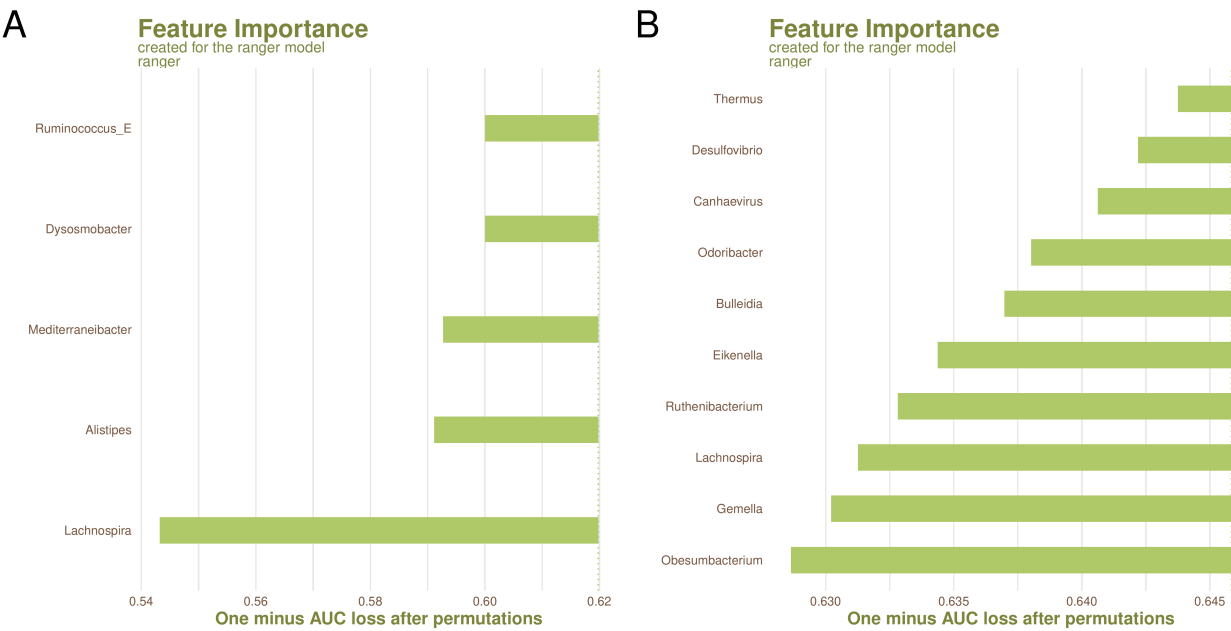 A
Feature Importance
created for the ranger model
ranger
Ruminococcus_E
Dysosmobacter
Mediterraneibacter
Alistipes
Lachnospira
0.54 0.56 0.58 0.60 0.62
One minus AUC loss after permutations
B
Feature Importance
created for the ranger model
ranger
Thermus
Desulfovibrio
Canhaevirus
Odoribacter
Bulleidia
Eikenella
Ruthenibacterium
Lachnospira
Gemella
Obesumbacterium
0.630 0.635 0.640 0.645
One minus AUC loss after permutations